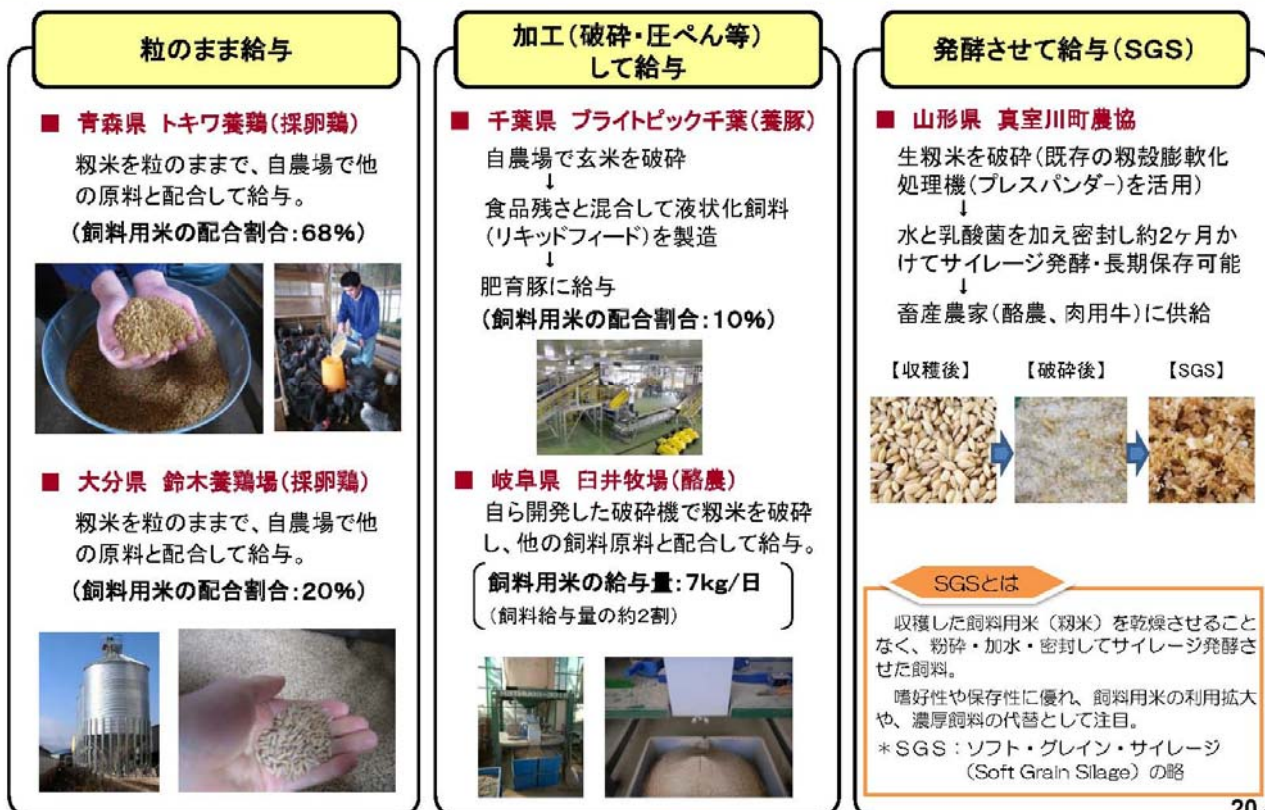 粒のまま給与
■ 青森県 トキワ養鶏(採卵鶏)
籾米を粒のままで、自農場で他
の原料と配合して給与。
(飼料用米の配合割合:68%)
■ 大分県 鈴木養鶏場(採卵鶏)
籾米を粒のままで、自農場で他
の原料と配合して給与。
(飼料用米の配合割合:20%)
加工(破砕・圧ぺん等)
して給与
■ 千葉県 ブライトピック千葉(養豚)
自農場で玄米を破砕
↓
食品残さと混合して液状化飼料
(リキッドフィード)を製造
↓
肥育豚に給与
(飼料用米の配合割合:10%)
■ 岐阜県 臼井牧場(酪農)
自ら開発した破砕機で籾米を破砕
し、他の飼料原料と配合して給与。
飼料用米の給与量:7kg/日
(飼料給与量の約2割)
発酵させて給与(SGS)
■ 山形県 真室川町農協
生籾米を破砕(既存の籾殻膨軟化
処理機(プレスパンダー)を活用)
↓
水と乳酸菌を加え密封し約2ヶ月か
けてサイレージ発酵・長期保存可能
↓
畜産農家(酪農、肉用牛)に供給
【収穫後】 【破砕後】 【SGS】
SGSとは
収穫した飼料用米(籾米)を乾燥させること
なく、粉砕・加水・密封してサイレージ発酵さ
せた飼料。
嗜好性や保存性に優れ、飼料用米の利用拡大
や、濃厚飼料の代替として注目。
*SGS:ソフト・グレイン・サイレージ
(Soft Grain Silage)の略
20